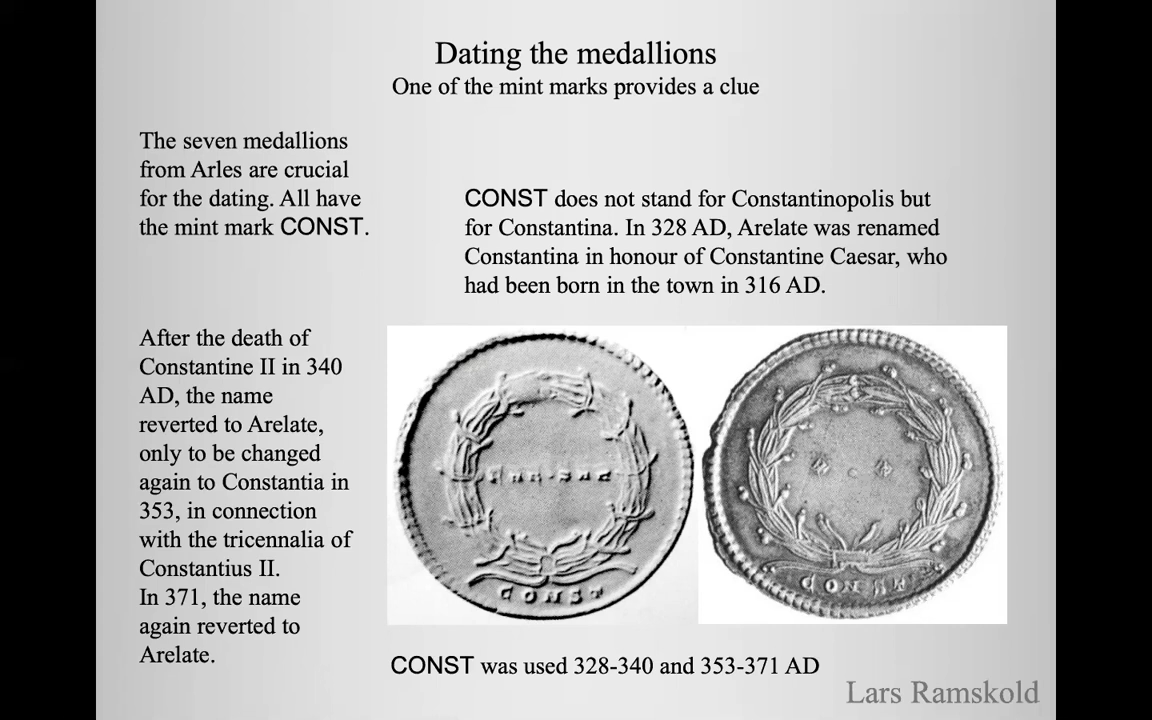 Dating the medallions
One of the mint marks provides a clue
The seven medallions
from Arles are crucial
for the dating. All have
the mint mark CONST.
CONST does not stand for Constantinopolis but
for Constantina. In 328 AD, Arelate was renamed
Constantina in honour of Constantine Caesar, who
had been born in the town in 316 AD.
After the death of
Constantine II in 340
AD, the name
reverted to Arelate,
only to be changed
again to Constantia in
353, in connection
with the tricennalia of
Constantius II.
In 371, the name
again reverted to
Arelate.
CONST
CONST
CONST was used 328-340 and 353-371 AD
Lars Ramskold